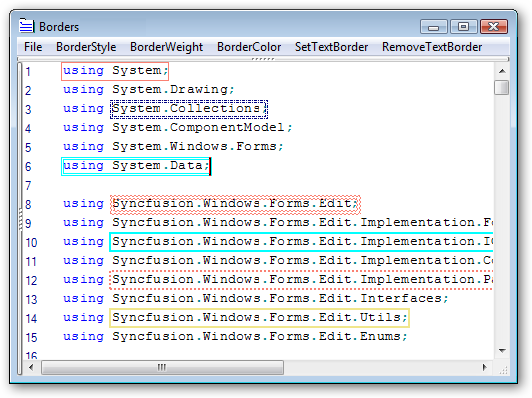 Borders
File BorderStyle BorderWeight BorderColor SetTextBorder RemoveTextBorder
1 using System;
2 using System.Drawing;
3 using System.Collections;
4 using System.ComponentModel;
5 using System.Windows.Forms;
6 using System.Data;
7
8 using Syncfusion.Windows.Forms.Edit;
9 using Syncfusion.Windows.Forms.Edit.Implementation.Fo
10 using Syncfusion.Windows.Forms.Edit.Implementation.IO
11 using Syncfusion.Windows.Forms.Edit.Implementation.Co
12 using Syncfusion.Windows.Forms.Edit.Implementation.Pa
13 using Syncfusion.Windows.Forms.Edit.Interfaces;
14 using Syncfusion.Windows.Forms.Edit.Utils;
15 using Syncfusion.Windows.Forms.Edit.Enums;
16